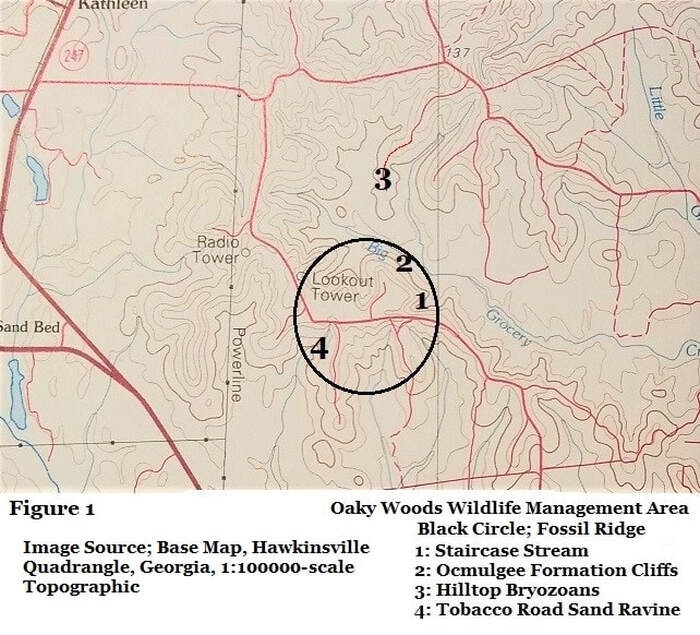 Kathleen
247
137
Little
3
Radio
Tower
Big
2
Lookout
Tower
1
Grocery
Sand Bed
4
Powerline
Figure 1
Image Source; Base Map, Hawkinsville
Quadrangle, Georgia, 1:100000-scale
Topographic
Oaky Woods Wildlife Management Area
Black Circle; Fossil Ridge
1: Staircase Stream
2: Ocmulgee Formation Cliffs
3: Hilltop Bryozoans
4: Tobacco Road Sand Ravine